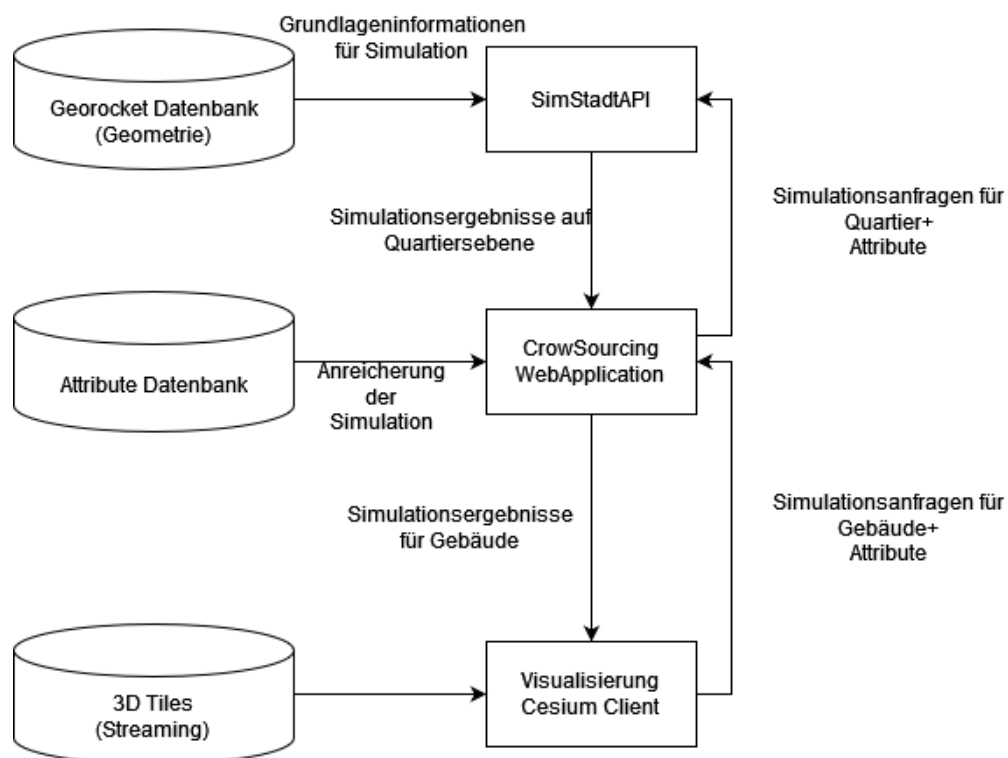 Grundlageninformationen
für Simulation
Georocket Datenbank
(Geometrie)
SimStadtAPI
Simulationsanfragen für
Quartier+
Attribute
Simulationsergebnisse auf
Quartiersebene
Attribute Datenbank
Anreicherung
der
Simulation
CrowSourcing
WebApplication
Simulationsergebnisse
für Gebäude
Simulationsanfragen für
Gebäude+
Attribute
3D Tiles
(Streaming)
Visualisierung
Cesium Client